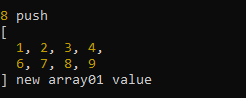 8 push
[
  1, 2, 3, 4,
  6, 7, 8, 9
] new array01 value